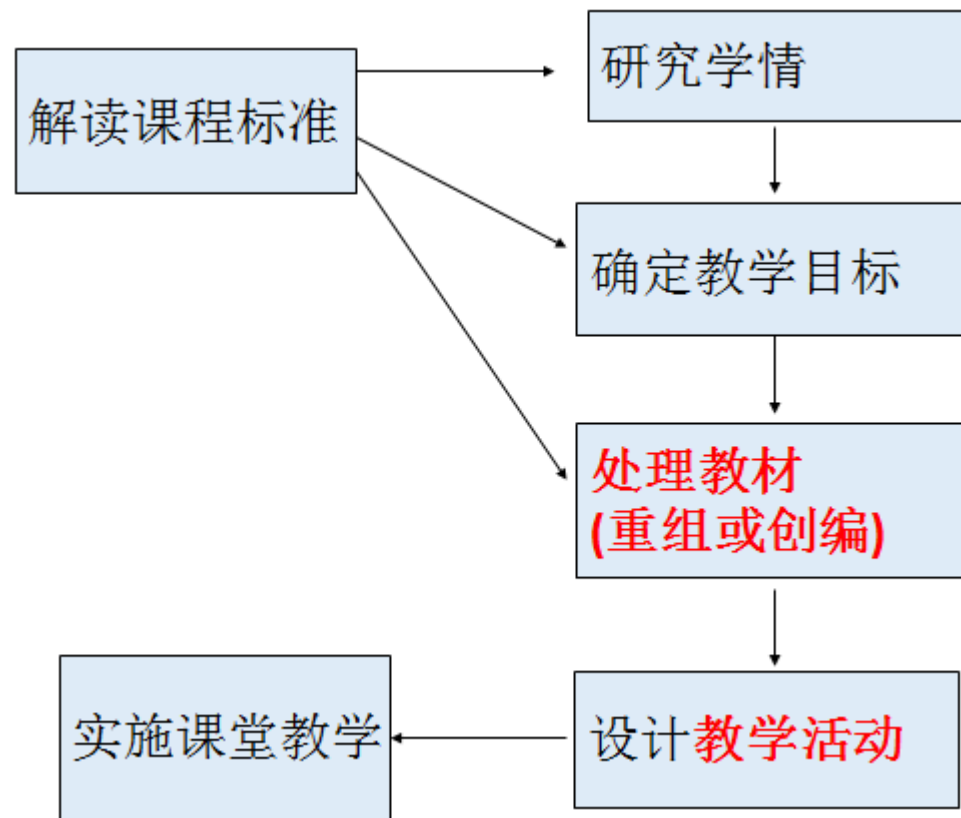 解读课程标准
研究学情
确定教学目标
处理教材
(重组或创编)
设计教学活动
实施课堂教学